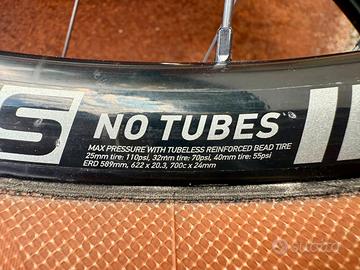 S NO TUBES
MAX PRESSURE WITH TUBELESS REINFORCED BEAD TIRE
25mm tire: 110psi, 32mm tire: 70psi, 40mm tire: 55psi
ERD 589mm, 622 x 20.3, 700c x 24mm
subito